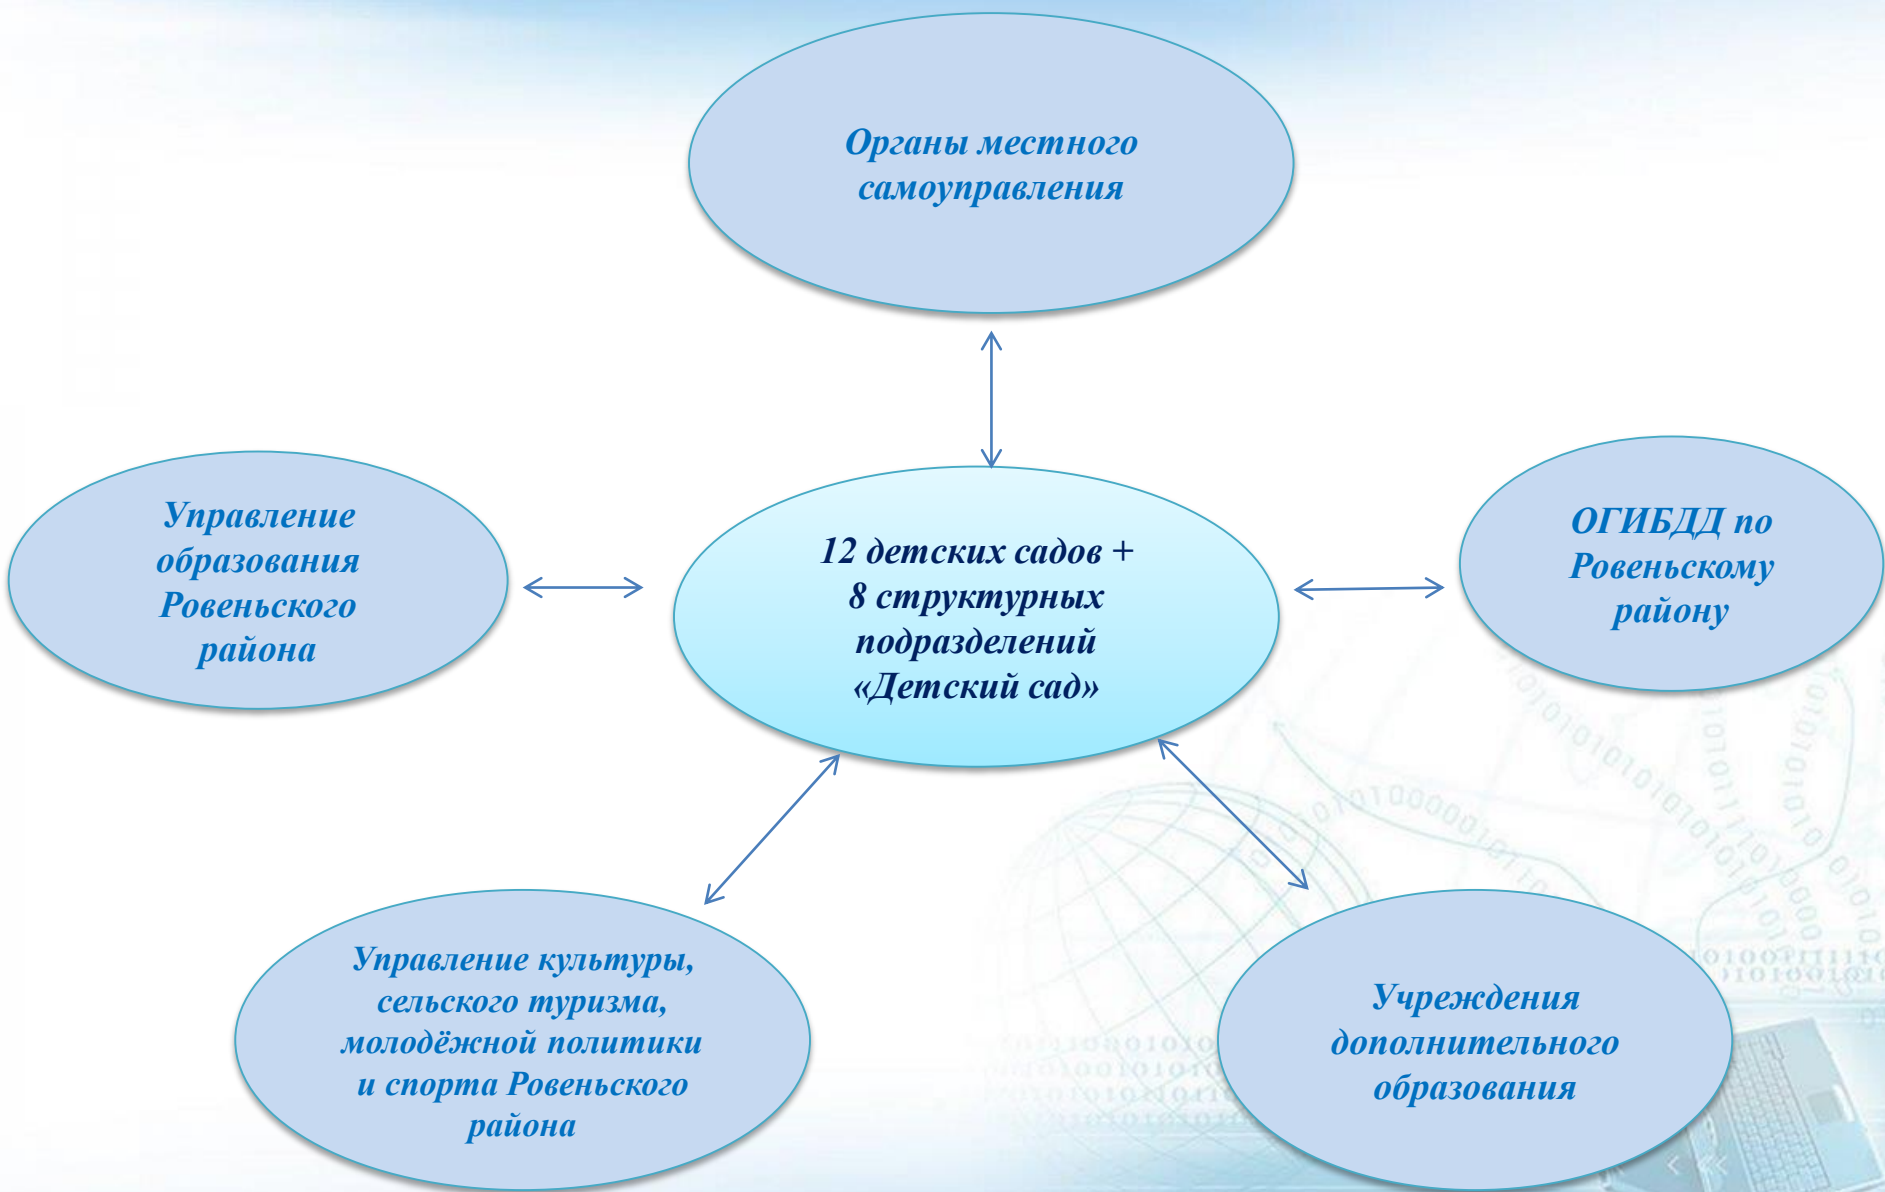 Органы местного
самоуправления
Управление
образования
Ровеньского
района
12 детских садов +
8 структурных
подразделений
«Детский сад»
ОГИБДД по
Ровеньскому
району
Управление культуры,
сельского туризма,
молодёжной политики
и спорта Ровеньского
района
Учреждения
дополнительного
образования